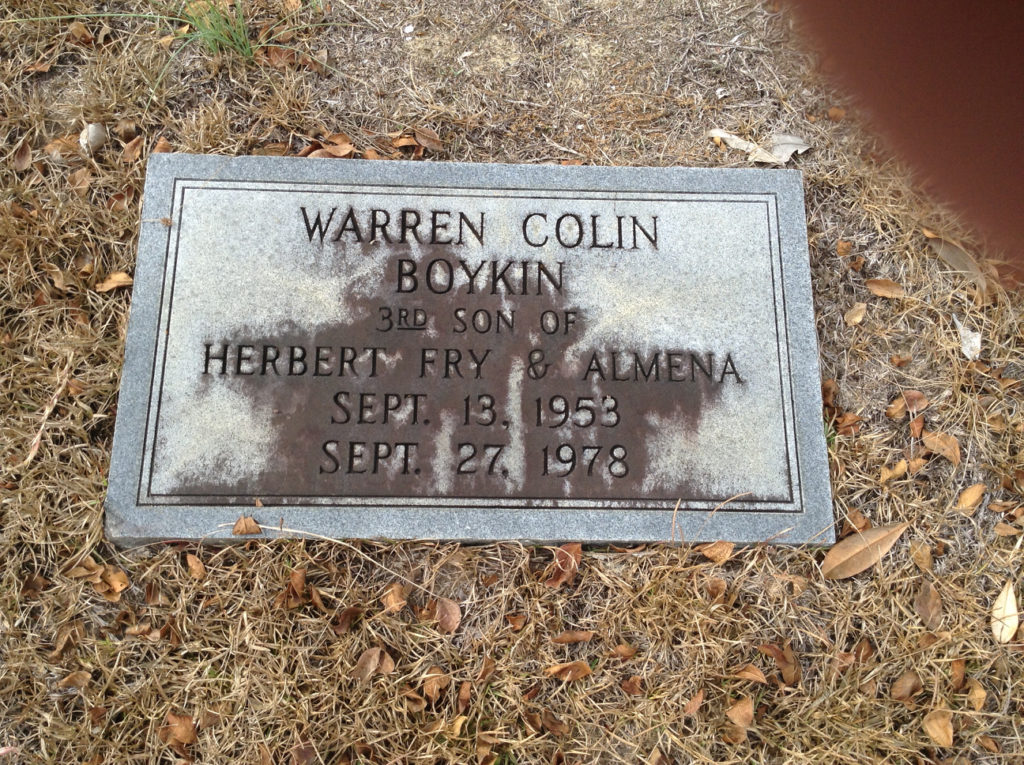 WARREN COLIN
BOYKIN
3RD SON OF
HERBERT FRY & ALMENA
SEPT. 13, 1953
SEPT. 27, 1978